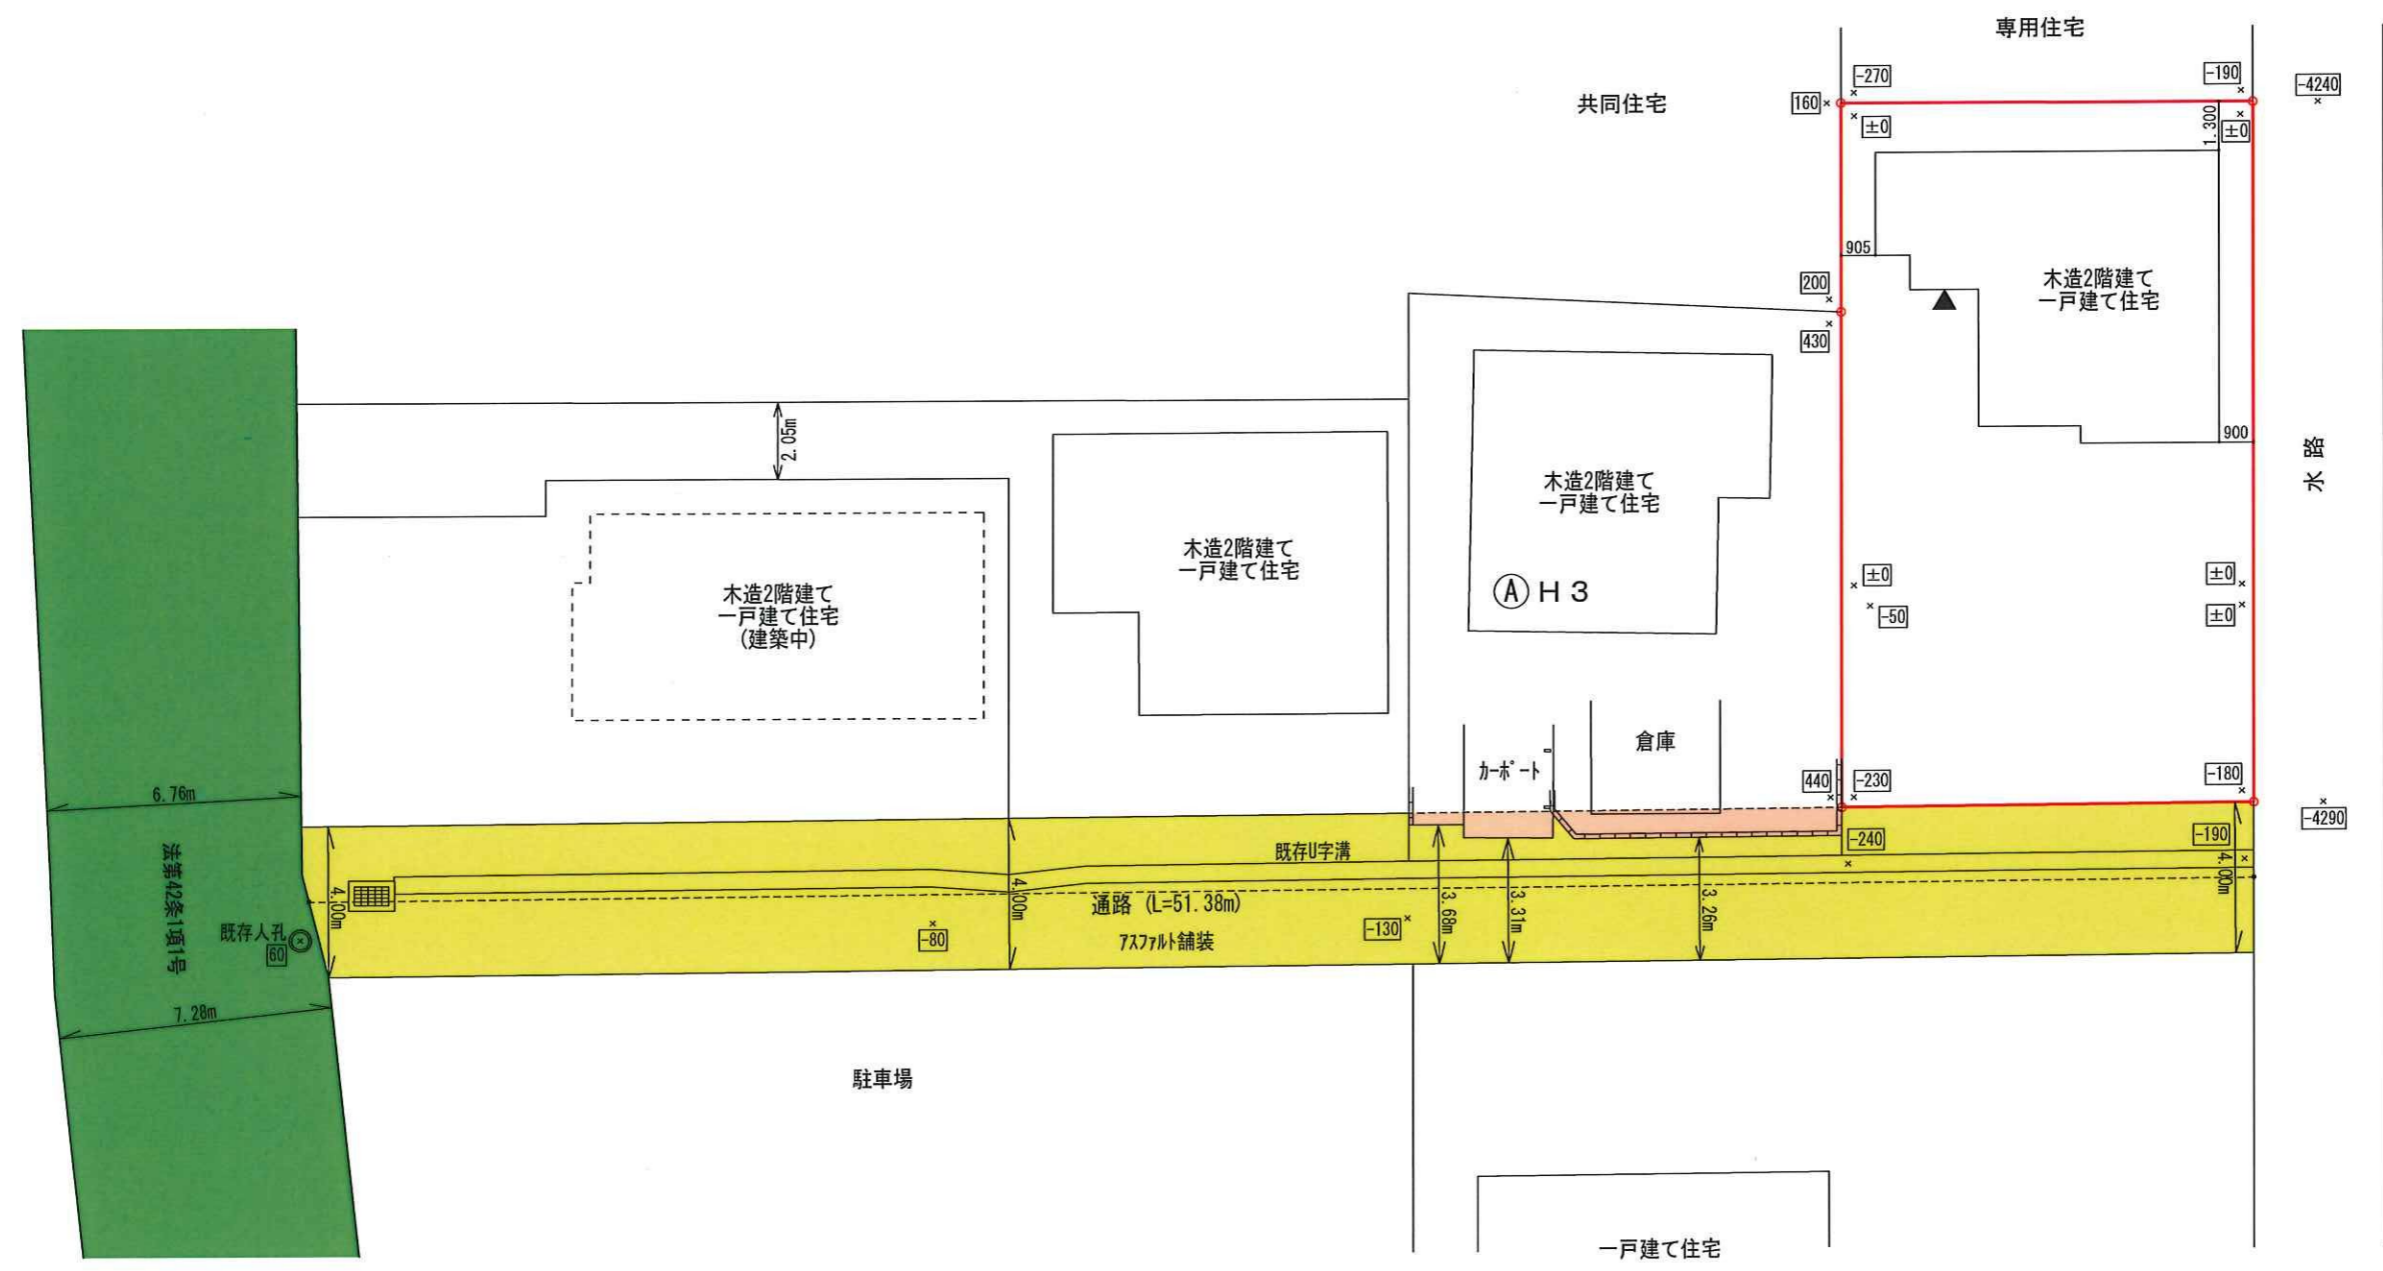 専用住宅
-270
-190
-4240
共同住宅
160
±0
1.300
±0
905
木造2階建て
一戸建て住宅
200
430
2.05m
900
水路
木造2階建て
一戸建て住宅
Ⓐ H 3
木造2階建て
一戸建て住宅
木造2階建て
一戸建て住宅
(建築中)
±0
-50
±0
±0
倉庫
ｶｰﾎﾟｰﾄ
440
-230
-180
-4290
6.76m
法第42条1項1号
既存人孔
60
7.28m
4.00m
4.00m
既存U字溝
通路 (L=51.38m)
ｱｽﾌｧﾙﾄ舗装
-80
-130
3.68m
3.31m
3.26m
-240
-190
4.00m
駐車場
一戸建て住宅